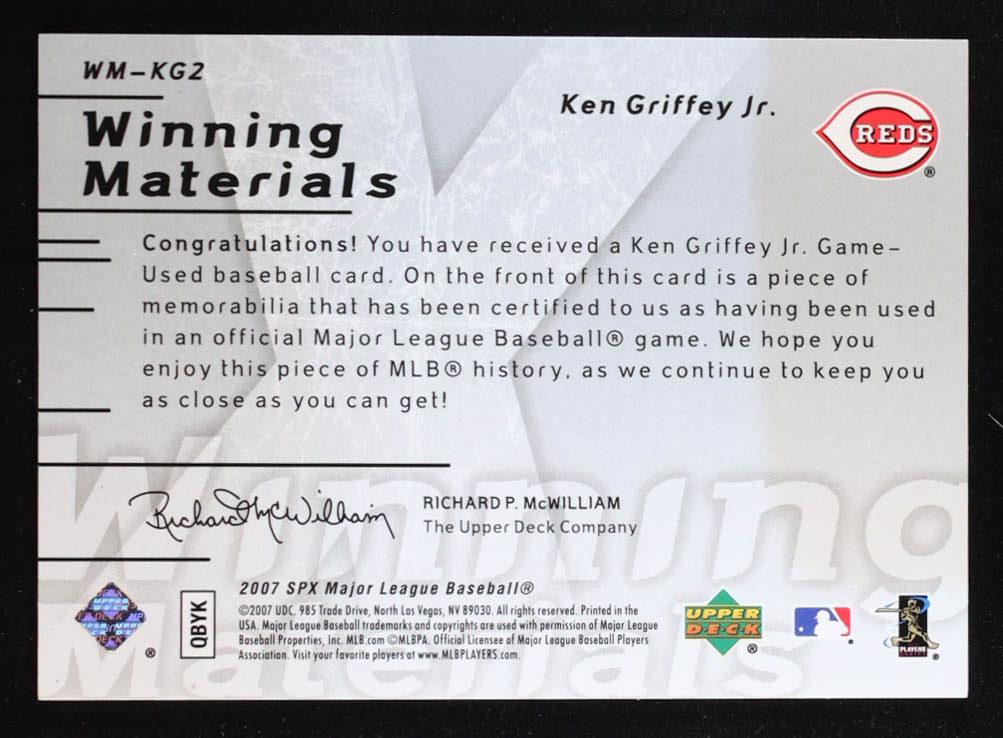 WM-KG2
Winning
Materials
Ken Griffey Jr.
REDS®
Congratulations! You have received a Ken Griffey Jr. Game-
Used baseball card. On the front of this card is a piece of
memorabilia that has been certified to us as having been used
in an official Major League Baseball® game. We hope you
enjoy this piece of MLB® history, as we continue to keep you
as close as you can get!
Richard P McWilliam
RICHARD P. McWILLIAM
The Upper Deck Company
Winning
Materials
QBYK
2007 SPX Major League Baseball®
©2007 UDC. 985 Trade Drive, North Las Vegas, NV 89030. All rights reserved. Printed in the
USA. Major League Baseball trademarks and copyrights are used with permission of Major League
Baseball Properties, Inc. MLB.com ©MLBPA. Official Licensee of Major League Baseball Players
Association. Visit your favorite players at www.MLBPLAYERS.com.
UPPER
DECK
®
PLAYERS